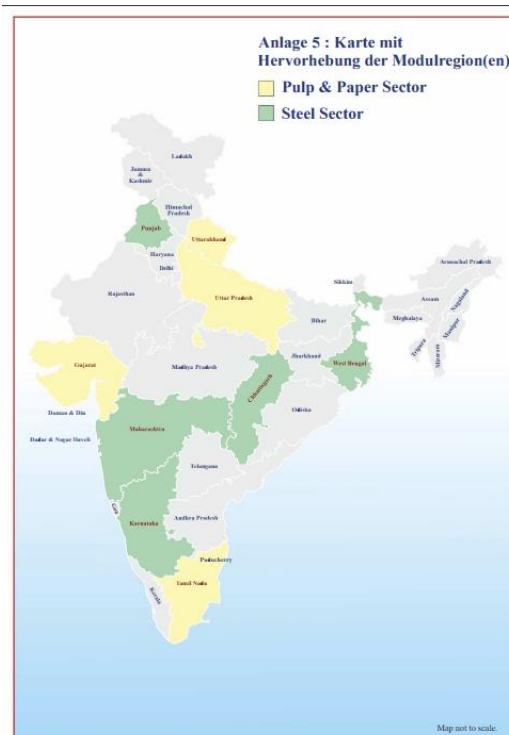 Anlage 5 : Karte mit
Hervorhebung der Modulregion(en)
Pulp & Paper Sector
Steel Sector
Ladakh
Jammu
&
Kashmir
Himachal
Pradesh
Punjab
Uttarakhand
Haryana
Delhi
Arunachal Pradesh
Rajasthan
Uttar Pradesh
Sikkim
Assam
Nagaland
Bihar
Meghalaya
Manipur
Tripura
Mizoram
Gujarat
Madhya Pradesh
Jharkhand
West Bengal
Chhattisgarh
Daman & Diu
Odisha
Maharashtra
Dadar & Nagar Haveli
Telangana
Goa
Karnataka
Andhra Pradesh
Puducherry
Tamil Nadu
Kerala
Map not to scale.